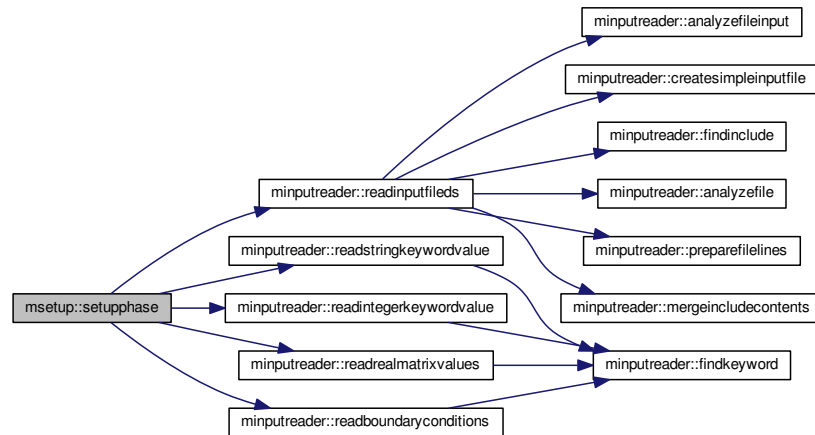 minputreader::analyzefileinput
minputreader::createsimpleinputfile
minputreader::findinclude
minputreader::readinputfileds
minputreader::analyzefile
minputreader::readstringkeywordvalue
minputreader::preparefilelines
msetup::setupphase
minputreader::readintegerkeywordvalue
minputreader::mergeincludecontents
minputreader::readrealmatrixvalues
minputreader::findkeyword
minputreader::readboundaryconditions